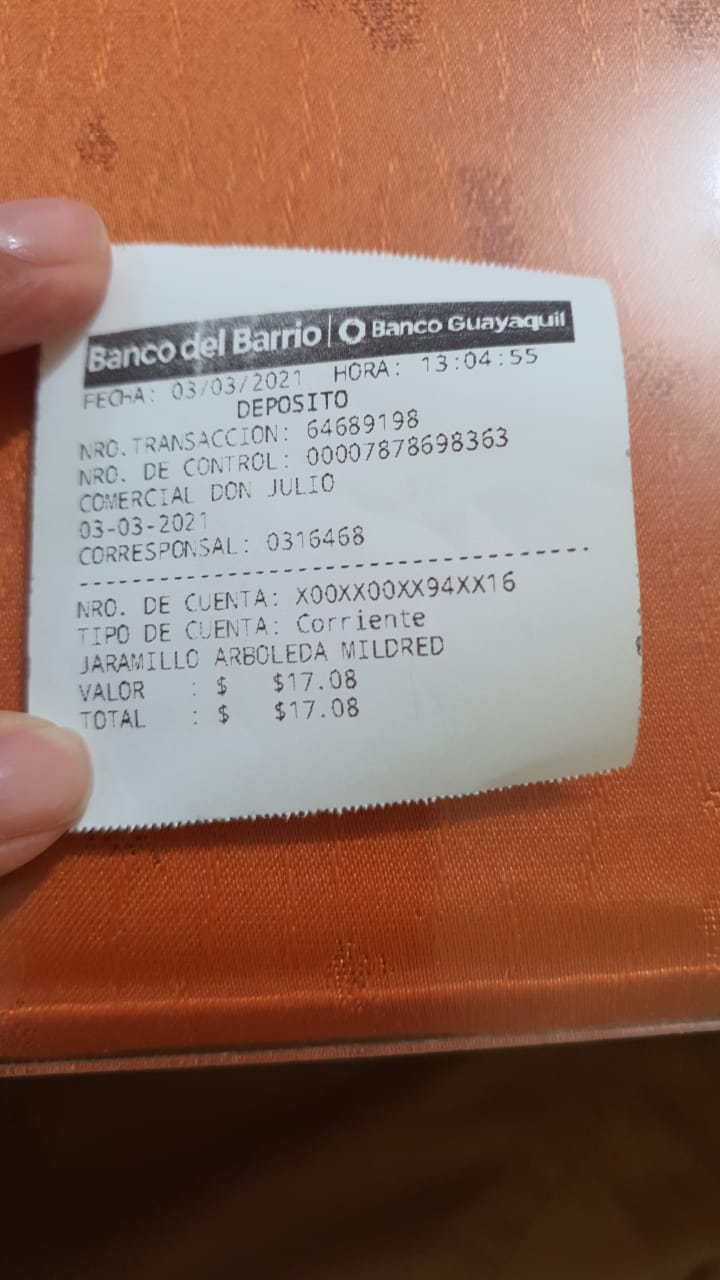 Banco del Barrio | Banco Guayaquil
FECHA: 03/03/2021 HORA: 13:04:55
DEPOSITO
NRO.TRANSACCION: 64689198
NRO. DE CONTROL: 00007878698363
COMERCIAL DON JULIO
03-03-2021
CORRESPONSAL: 0316468
NRO. DE CUENTA: X00XX00XX94XX16
TIPO DE CUENTA: Corriente
JARAMILLO ARBOLEDA MILDRED
VALOR : $ $17.08
TOTAL : $ $17.08